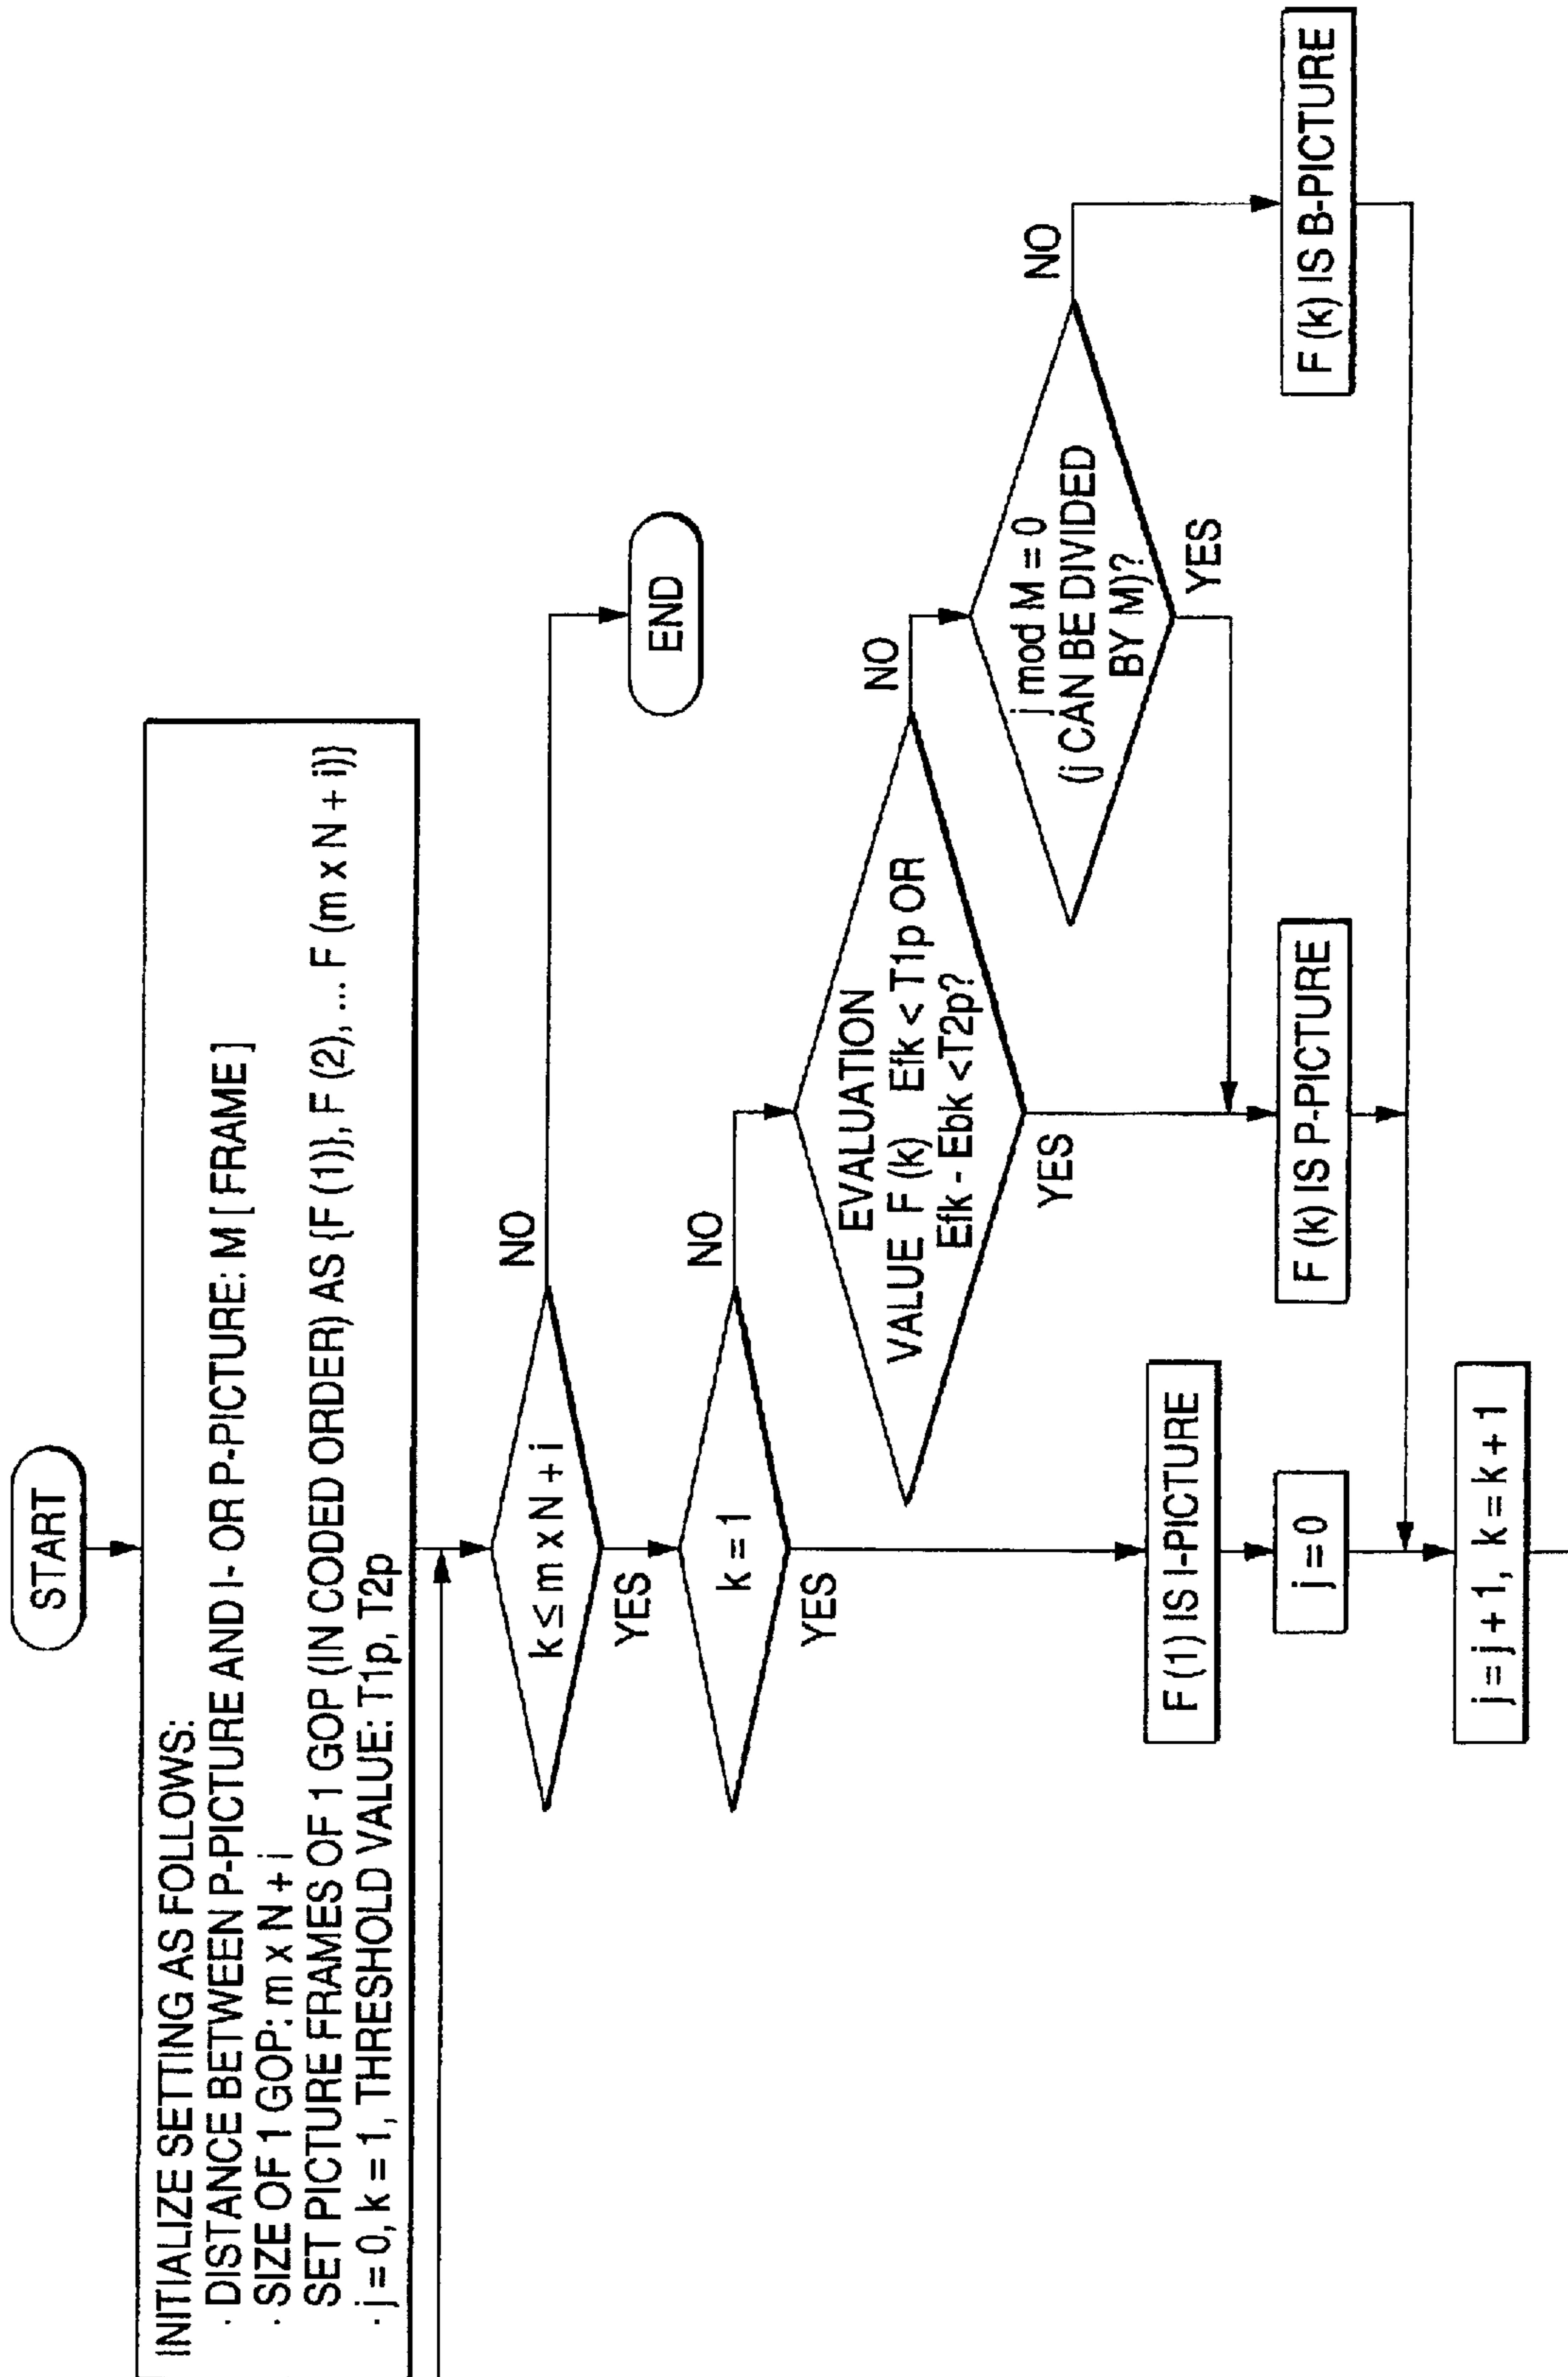 START
INITIALIZE SETTING AS FOLLOWS:
· DISTANCE BETWEEN P-PICTURE AND I- OR P-PICTURE: M [ FRAME ]
· SIZE OF 1 GOP: m x N + i
SET PICTURE FRAMES OF 1 GOP (IN CODED ORDER) AS {F (1)}, F (2), ... F (m x N + i)}
· j = 0, k = 1, THRESHOLD VALUE: T1p, T2p
k ≤ m x N + i
NO
YES
END
k = 1
NO
YES
EVALUATION
VALUE F (k) Efk < T1p OR
Efk - Ebk <T2p?
NO
YES
j mod M = 0
(j CAN BE DIVIDED
BY M)?
NO
YES
F (1) IS I-PICTURE
F (k) IS P-PICTURE
F (k) IS B-PICTURE
j = 0
j = j + 1, k = k + 1